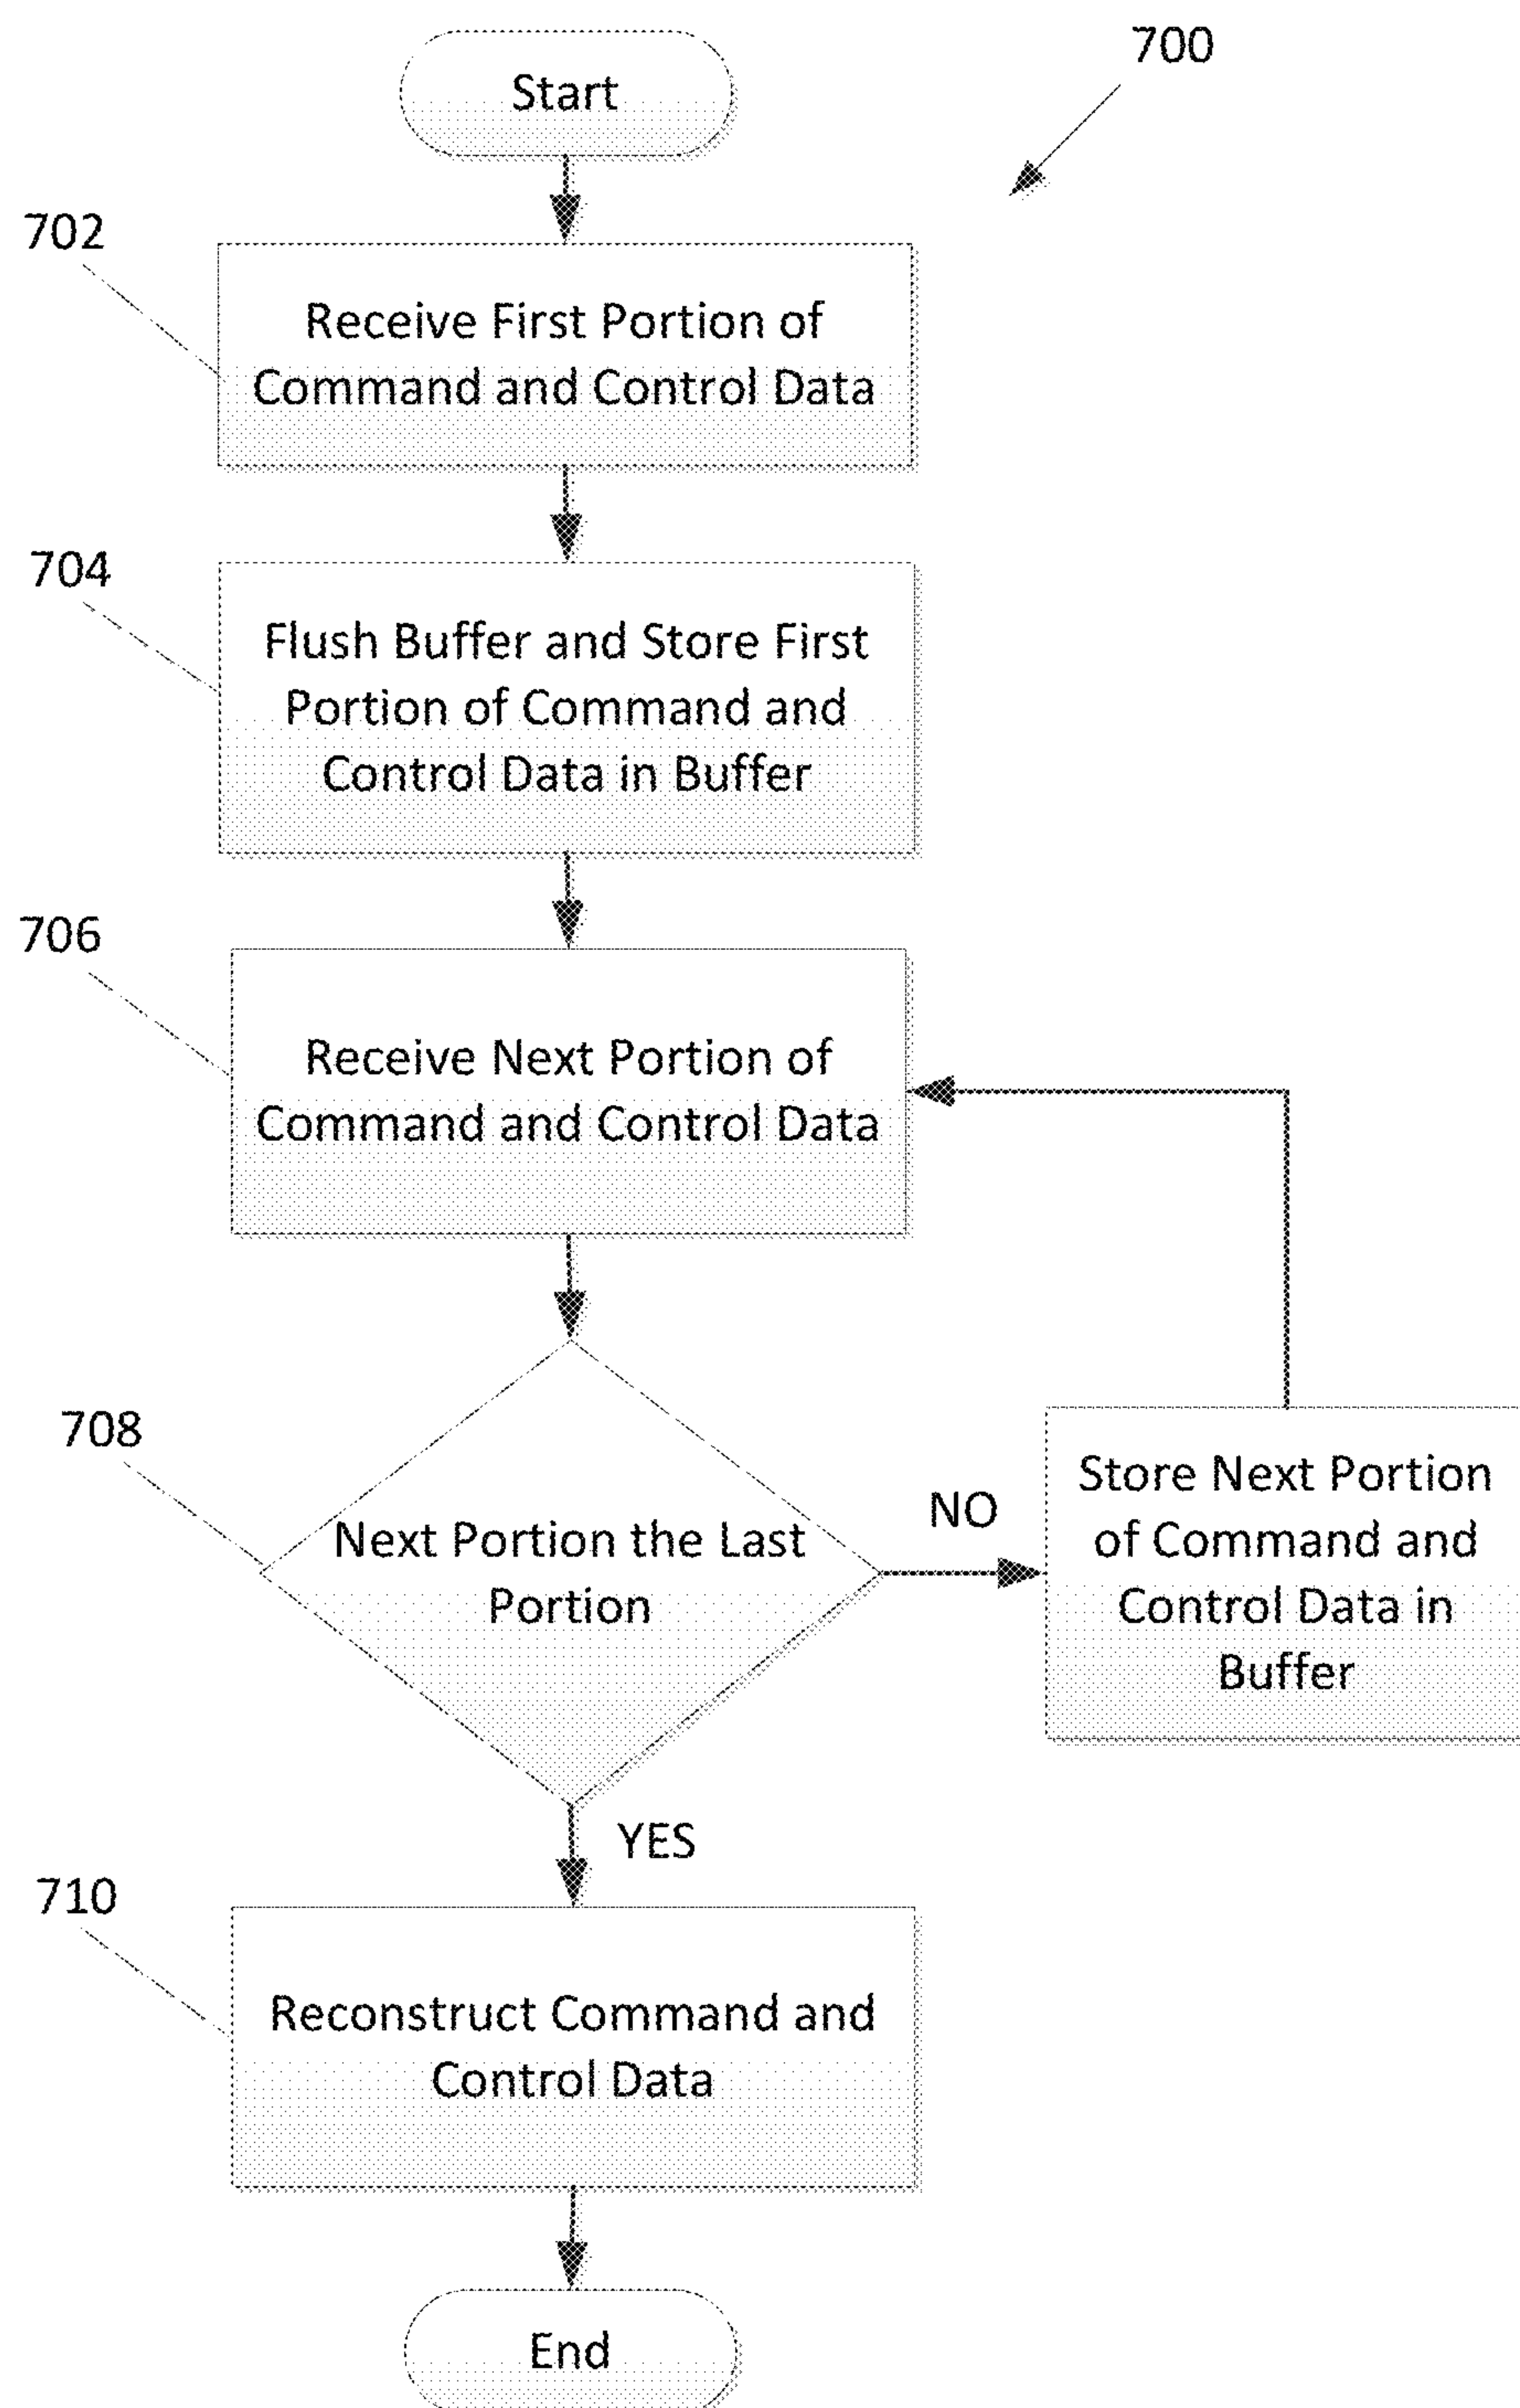 Start
700
702
Receive First Portion of
Command and Control Data
704
Flush Buffer and Store First
Portion of Command and
Control Data in Buffer
706
Receive Next Portion of
Command and Control Data
708
Next Portion the Last
Portion
NO
Store Next Portion
of Command and
Control Data in
Buffer
YES
710
Reconstruct Command and
Control Data
End